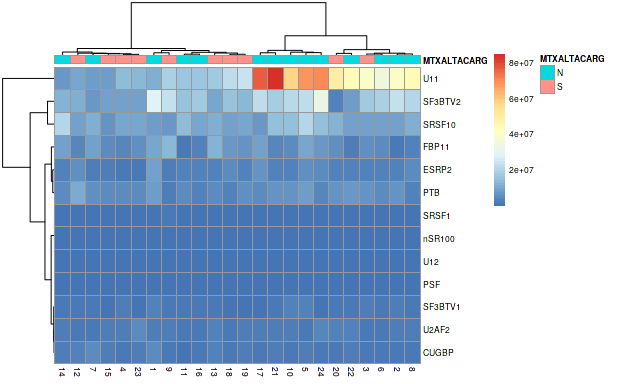 MTXALTACARG
MTXALTACARG
N
S
8e+07
6e+07
4e+07
2e+07
U11
SF3BTV2
SRSF10
FBP11
ESRP2
PTB
SRSF1
nSR100
U12
PSF
SF3BTV1
U2AF2
CUGBP
14 12 7 15 4 23 1 9 11 16 13 18 19 17 21 10 5 24 20 22 3 6 2 8